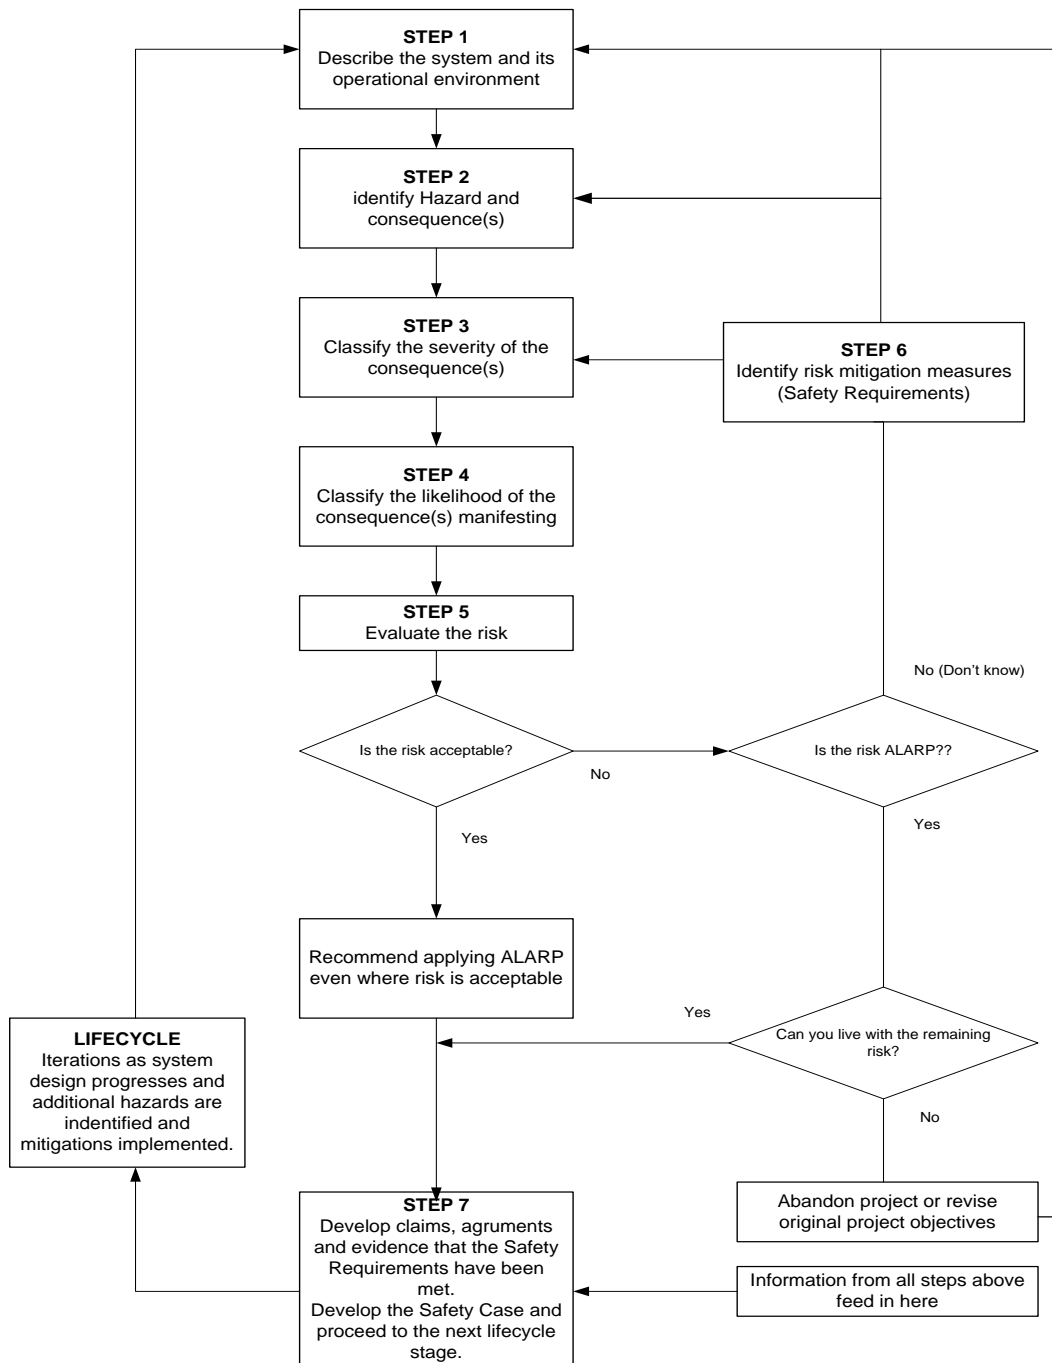 STEP 1
Describe the system and its
operational environment
STEP 2
identify Hazard and
consequence(s)
STEP 3
Classify the severity of the
consequence(s)
STEP 6
Identify risk mitigation measures
(Safety Requirements)
STEP 4
Classify the likelihood of the
consequence(s) manifesting
STEP 5
Evaluate the risk
No (Don't know)
Is the risk acceptable?
No
Is the risk ALARP??
Yes
Yes
Recommend applying ALARP
even where risk is acceptable
Yes
Can you live with the remaining
risk?
No
LIFECYCLE
Iterations as system
design progresses and
additional hazards are
indentified and
mitigations implemented.
Abandon project or revise
original project objectives
STEP 7
Develop claims, agruments
and evidence that the Safety
Requirements have been
met.
Develop the Safety Case and
proceed to the next lifecycle
stage.
Information from all steps above
feed in here